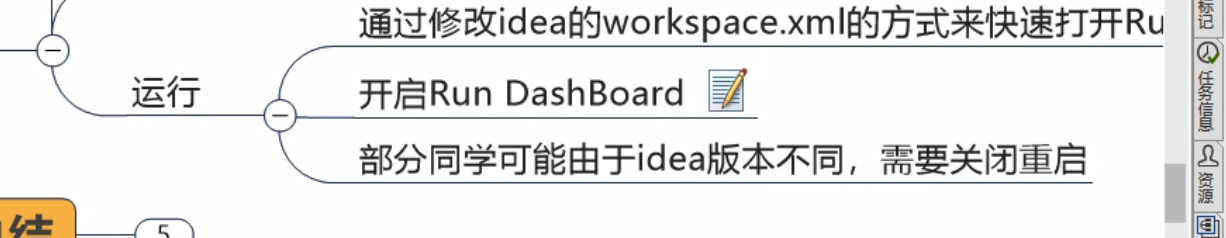 通过修改idea的workspace.xml的方式来快速打开Ru
标记
运行
开启Run DashBoard
任务信息
部分同学可能由于idea版本不同，需要关闭重启
资源
结
5